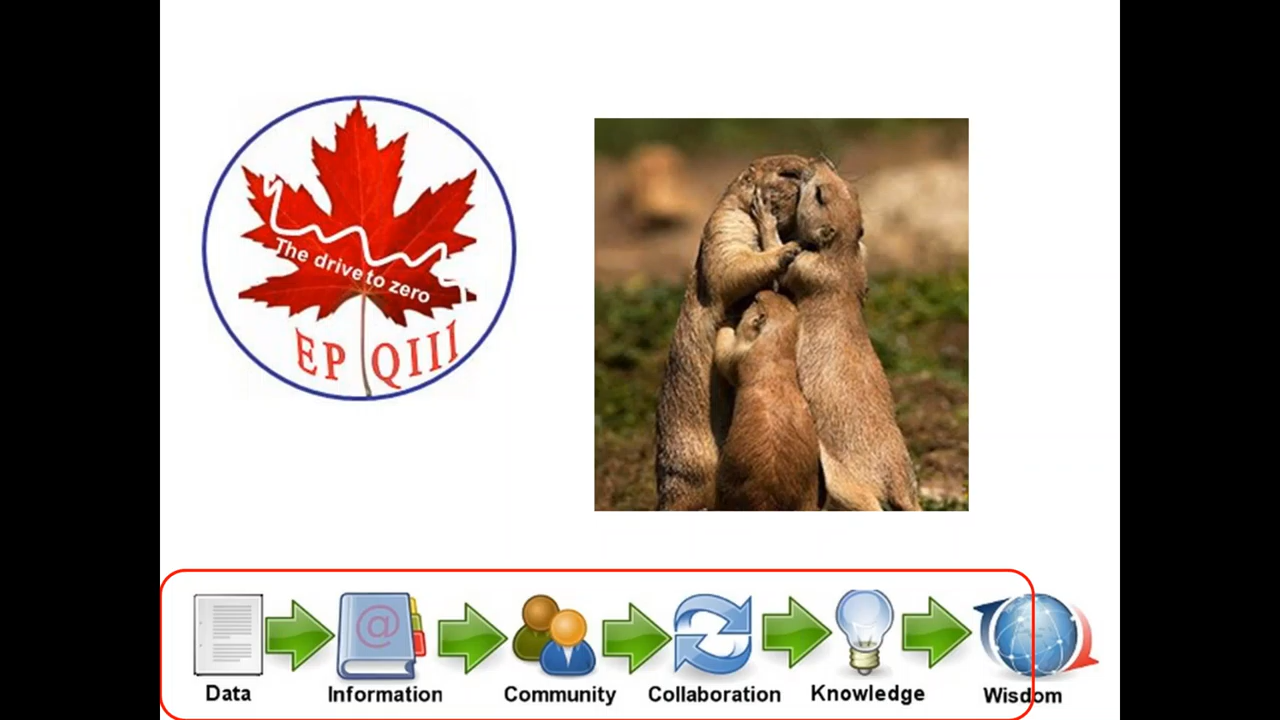 The drive to zero
EP QIII
@
Data
Information
Community
Collaboration
Knowledge
Wisdom